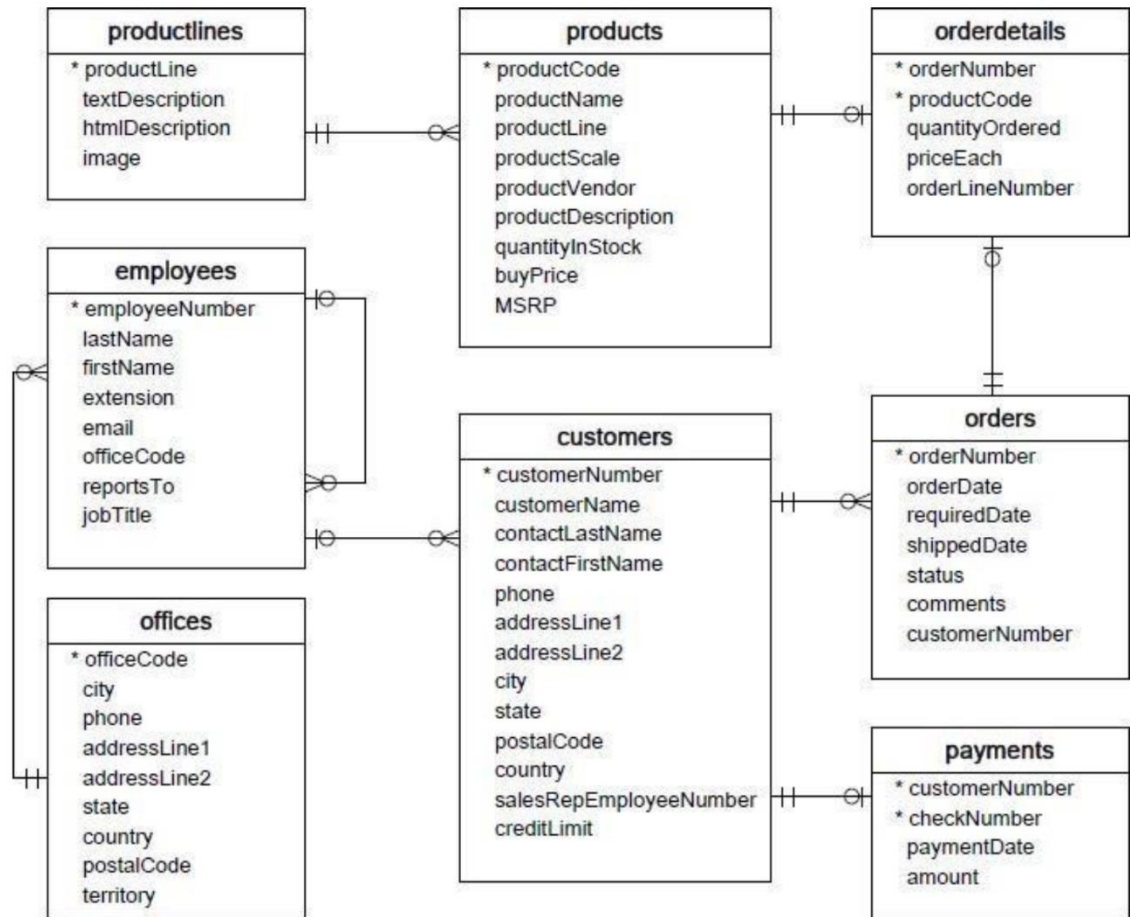 productlines
* productLine
textDescription
htmlDescription
image
products
* productCode
productName
productLine
productScale
productVendor
productDescription
quantityInStock
buyPrice
MSRP
orderdetails
* orderNumber
* productCode
quantityOrdered
priceEach
orderLineNumber
employees
* employeeNumber
lastName
firstName
extension
email
officeCode
reportsTo
jobTitle
customers
* customerNumber
customerName
contactLastName
contactFirstName
phone
addressLine1
addressLine2
city
state
postalCode
country
salesRepEmployeeNumber
creditLimit
orders
* orderNumber
orderDate
requiredDate
shippedDate
status
comments
customerNumber
offices
* officeCode
city
phone
addressLine1
addressLine2
state
country
postalCode
territory
payments
* customerNumber
* checkNumber
paymentDate
amount